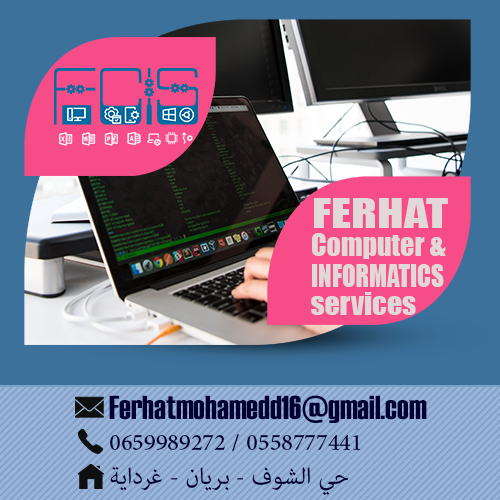 FCIS
FERHAT
Computer &
INFORMATICS
services
Ferhatmohamedd16@gmail.com
0659989272 / 0558777441
حي الشوف - بريان - غرداية